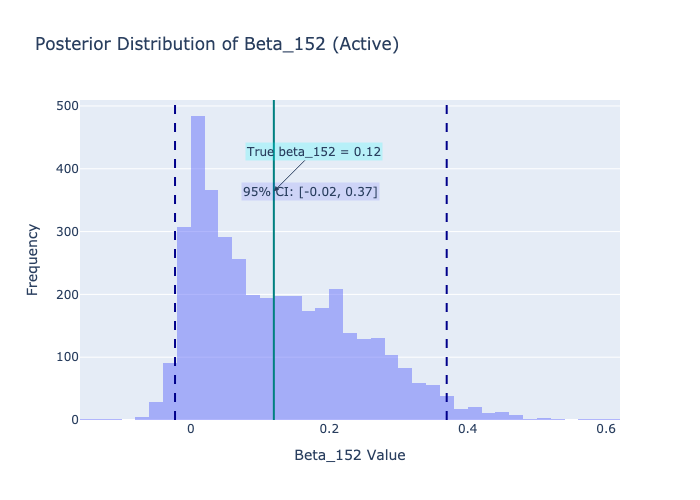 Posterior Distribution of Beta_152 (Active)
500
400
300
200
100
0
Frequency
True beta_152 = 0.12
95% CI: [-0.02, 0.37]
0
0.2
0.4
0.6
Beta_152 Value